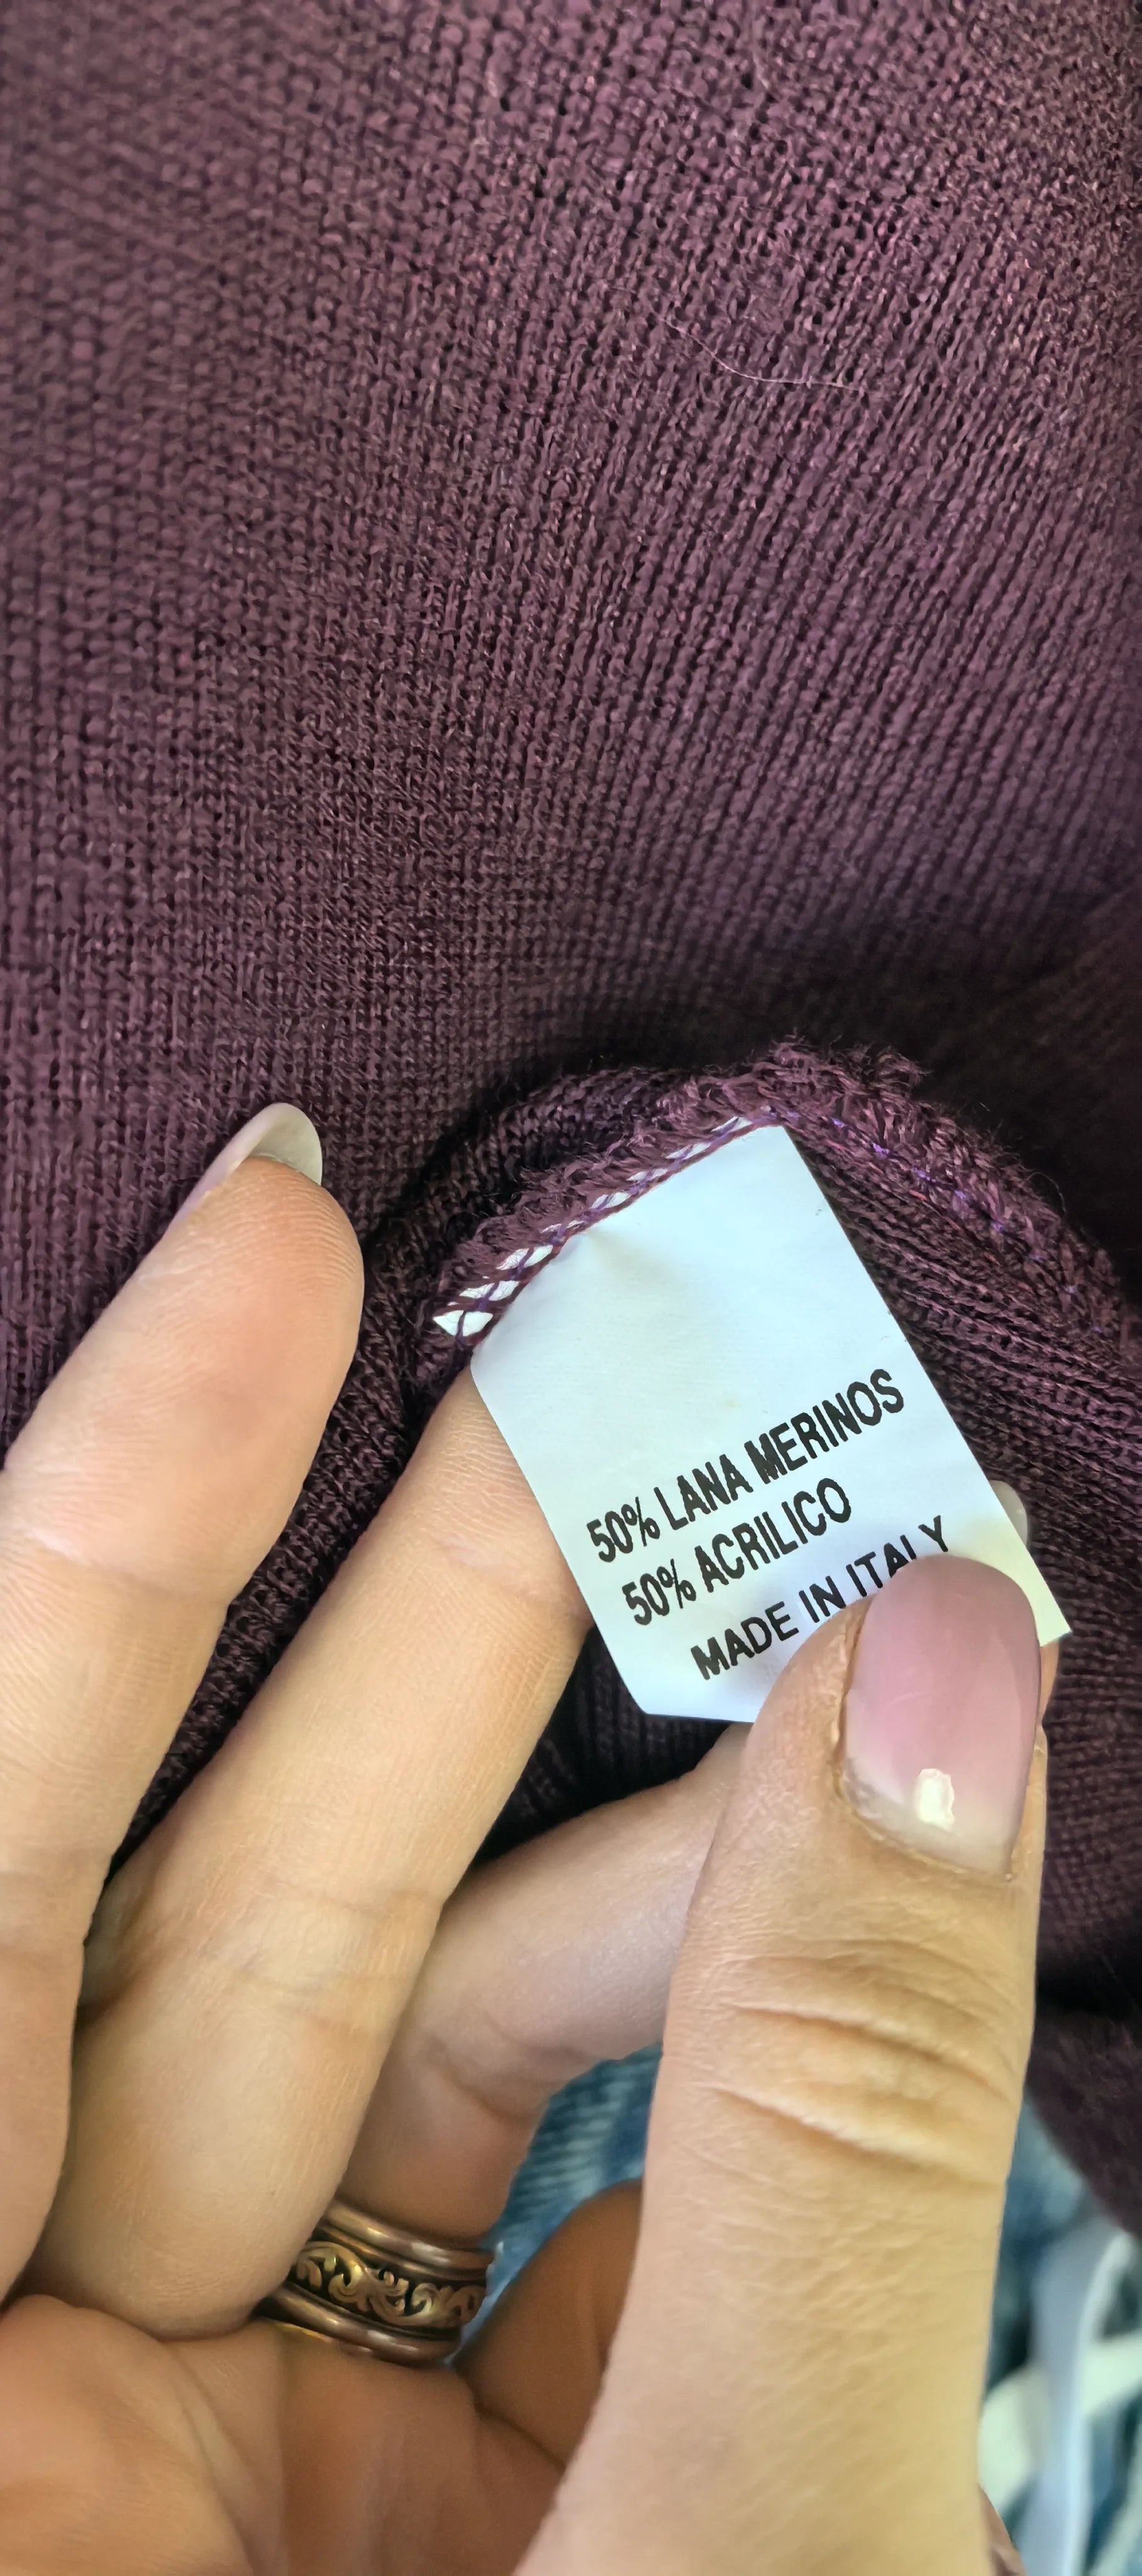 50% LANA MERINOS
50% ACRILICO
MADE IN ITALY